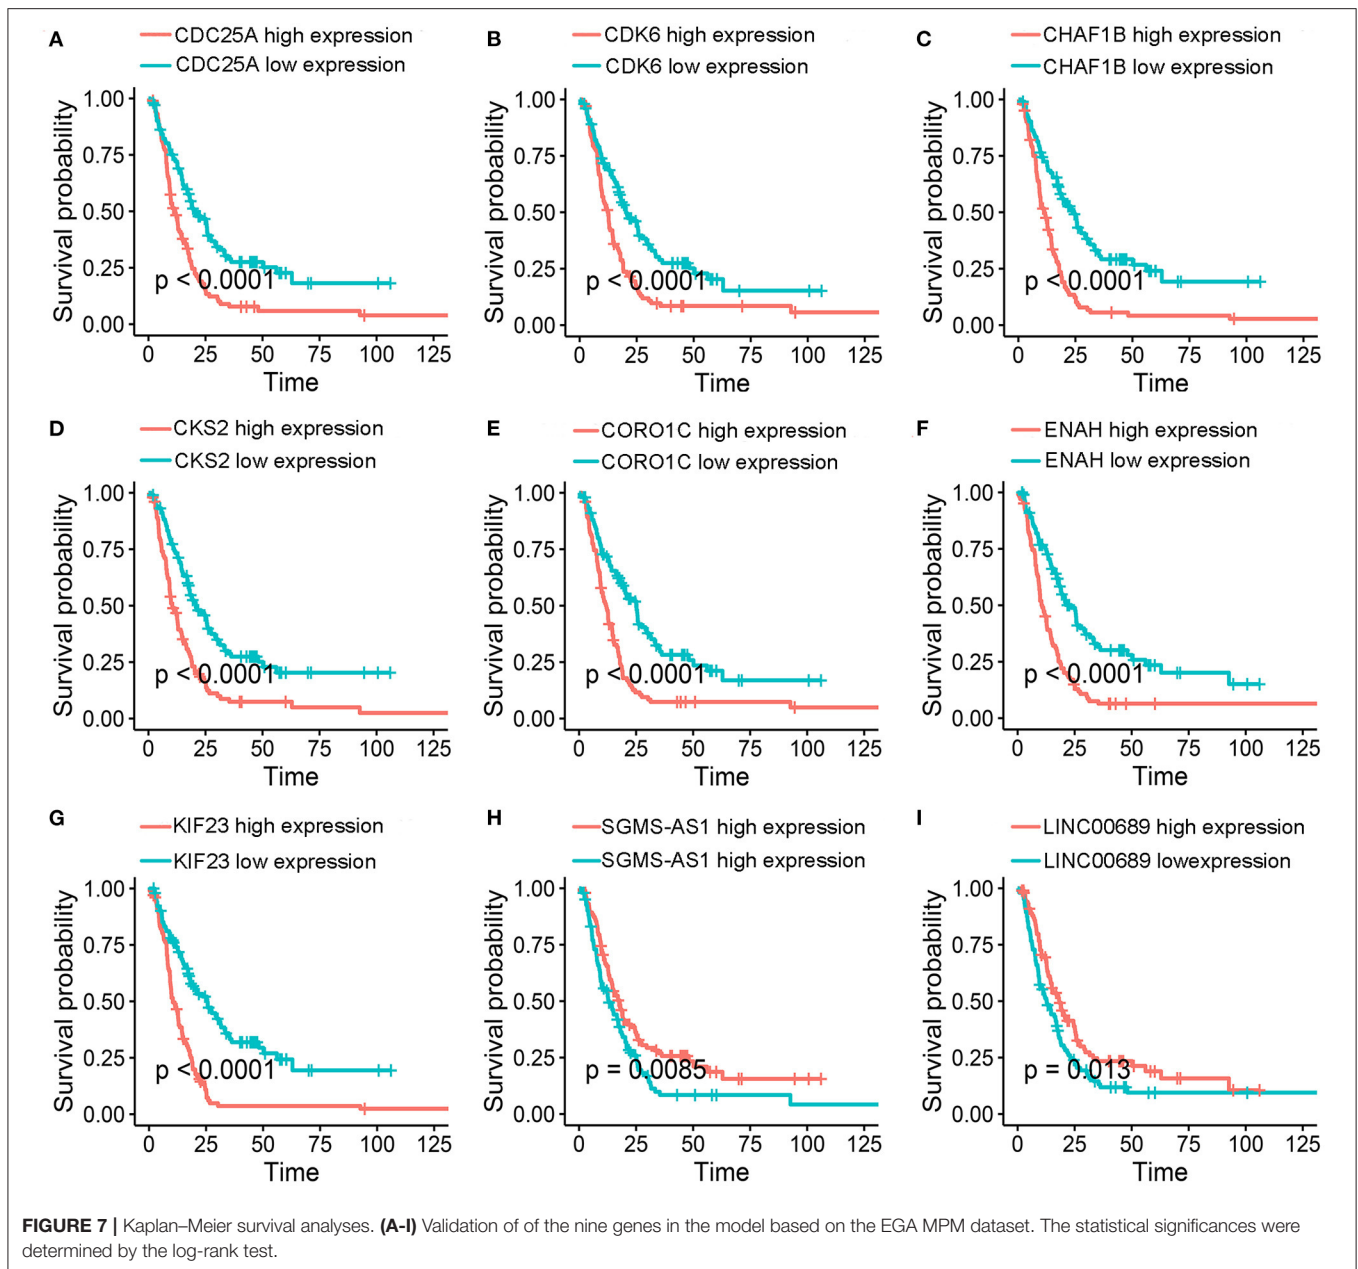 A
CDC25A high expression
CDC25A low expression
Survival probability
1.00
0.75
0.50
0.25
0.00
p < 0.0001
0 25 50 75 100 125
Time
B
CDK6 high expression
CDK6 low expression
Survival probability
1.00
0.75
0.50
0.25
0.00
p < 0.0001
0 25 50 75 100 125
Time
C
CHAF1B high expression
CHAF1B low expression
Survival probability
1.00
0.75
0.50
0.25
0.00
p < 0.0001
0 25 50 75 100 125
Time
D
CKS2 high expression
CKS2 low expression
Survival probability
1.00
0.75
0.50
0.25
0.00
p < 0.0001
0 25 50 75 100 125
Time
E
CORO1C high expression
CORO1C low expression
Survival probability
1.00
0.75
0.50
0.25
0.00
p < 0.0001
0 25 50 75 100 125
Time
F
ENAH high expression
ENAH low expression
Survival probability
1.00
0.75
0.50
0.25
0.00
p < 0.0001
0 25 50 75 100 125
Time
G
KIF23 high expression
KIF23 low expression
Survival probability
1.00
0.75
0.50
0.25
0.00
p < 0.0001
0 25 50 75 100 125
Time
H
SGMS-AS1 high expression
SGMS-AS1 high expression
Survival probability
1.00
0.75
0.50
0.25
0.00
p = 0.0085
0 25 50 75 100 125
Time
I
LINC00689 high expression
LINC00689 lowexpression
Survival probability
1.00
0.75
0.50
0.25
0.00
p = 0.013
0 25 50 75 100 125
Time
FIGURE 7 | Kaplan–Meier survival analyses. (A-I) Validation of of the nine genes in the model based on the EGA MPM dataset. The statistical significances were
determined by the log-rank test.